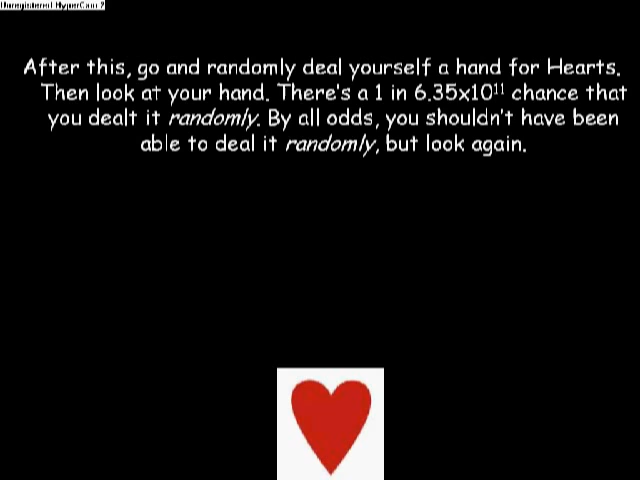 Unregistered HyperCam 2
After this, go and randomly deal yourself a hand for Hearts.
Then look at your hand. There's a 1 in 6.35x10¹¹ chance that
you dealt it randomly. By all odds, you shouldn't have been
able to deal it randomly, but look again.